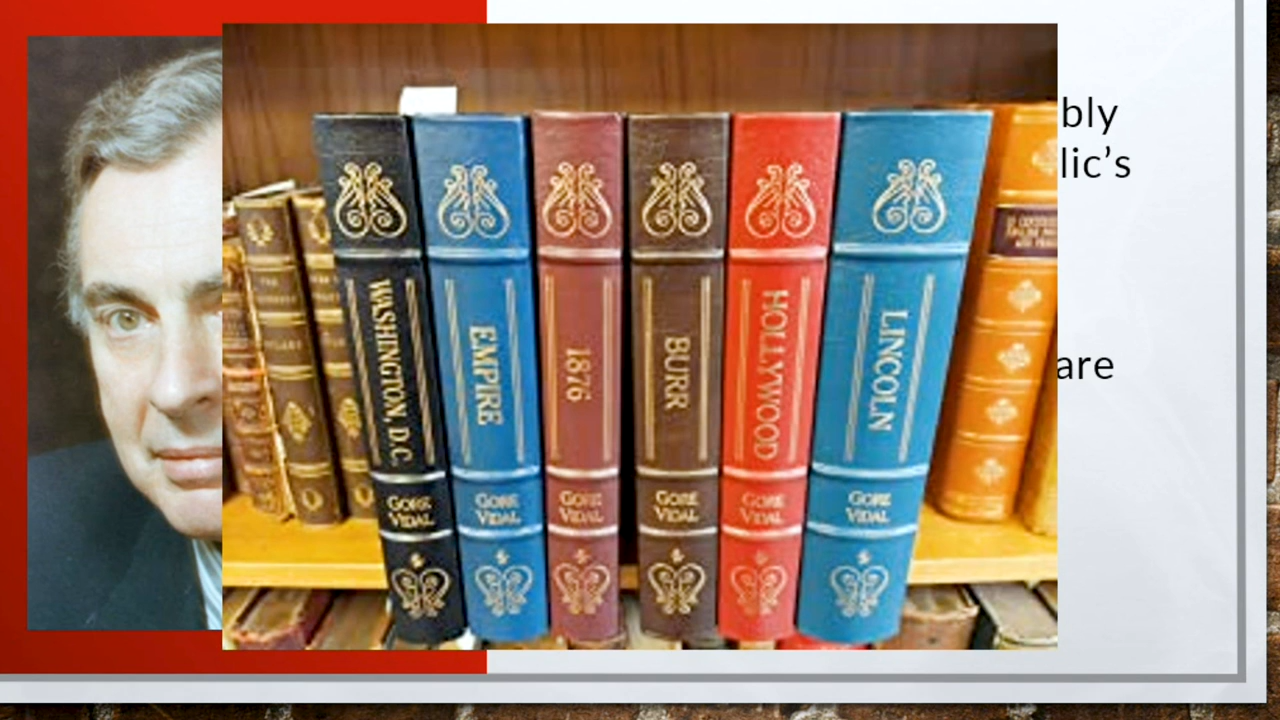 bly
lic’s
are
WASHINGTON, D.C.
GORE
VIDAL
EMPIRE
GORE
VIDAL
1876
GORE
VIDAL
BURR
GORE
VIDAL
HOLLYWOOD
GORE
VIDAL
LINCOLN
GORE
VIDAL